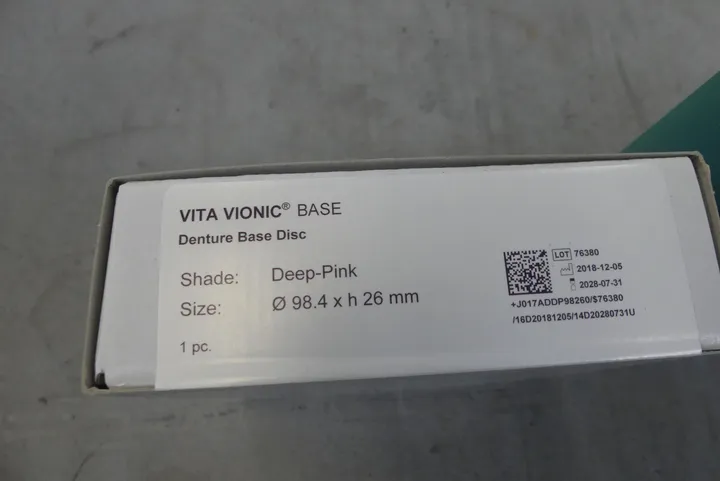 VITA VIONIC® BASE
Denture Base Disc
Shade: Deep-Pink
Size: Ø 98.4 x h 26 mm
1 pc.
LOT 76380
2018-12-05
2028-07-31
+J017ADDP98260/$76380
/16D20181205/14D20280731U